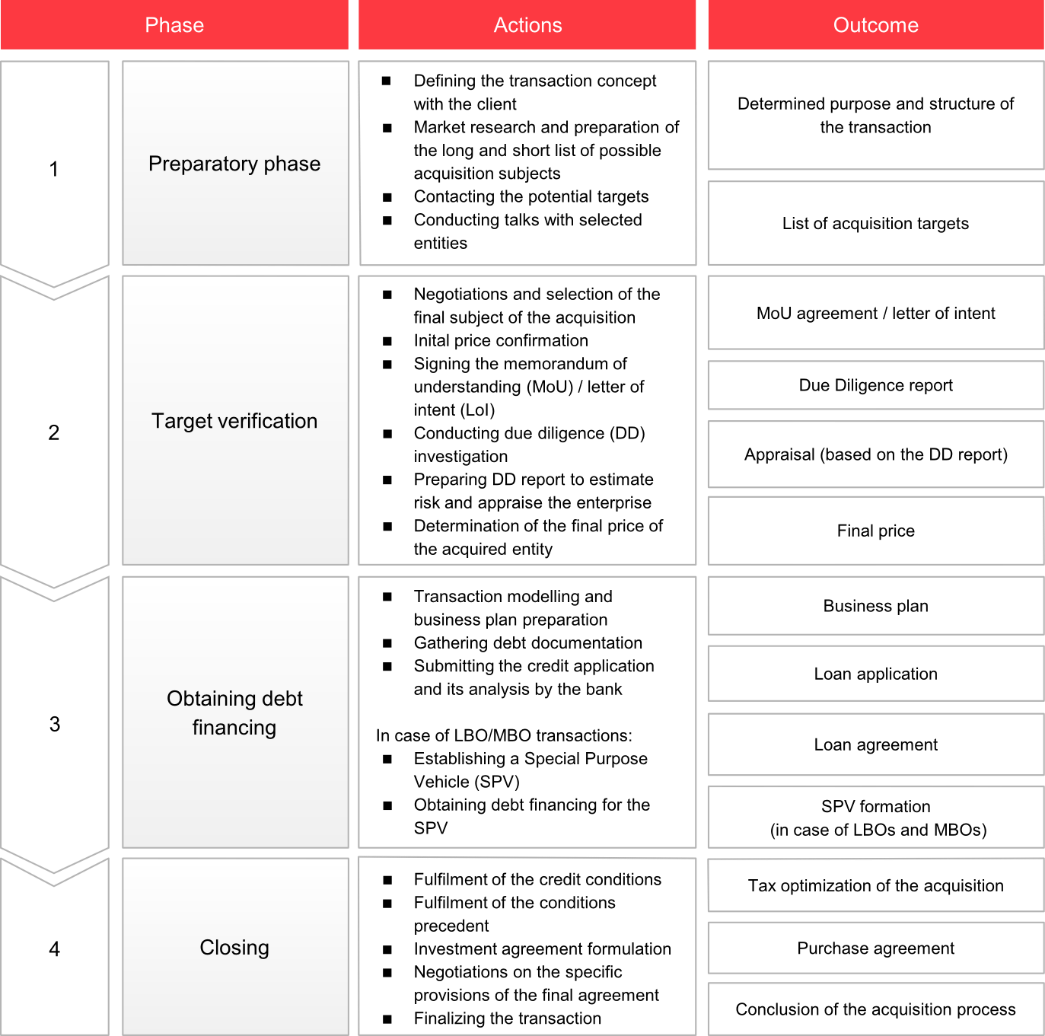 Phase
Actions
Outcome
1
Preparatory phase
■ Defining the transaction concept
with the client
■ Market research and preparation of
the long and short list of possible
acquisition subjects
■ Contacting the potential targets
■ Conducting talks with selected
entities
Determined purpose and structure of
the transaction
List of acquisition targets
2
Target verification
■ Negotiations and selection of the
final subject of the acquisition
■ Inital price confirmation
■ Signing the memorandum of
understanding (MoU) / letter of
intent (LoI)
■ Conducting due diligence (DD)
investigation
■ Preparing DD report to estimate
risk and appraise the enterprise
■ Determination of the final price of
the acquired entity
MoU agreement / letter of intent
Due Diligence report
Appraisal (based on the DD report)
Final price
3
Obtaining debt
financing
■ Transaction modelling and
business plan preparation
■ Gathering debt documentation
■ Submitting the credit application
and its analysis by the bank
In case of LBO/MBO transactions:
■ Establishing a Special Purpose
Vehicle (SPV)
■ Obtaining debt financing for the
SPV
Business plan
Loan application
Loan agreement
SPV formation
(in case of LBOs and MBOs)
4
Closing
■ Fulfilment of the credit conditions
■ Fulfilment of the conditions
precedent
■ Investment agreement formulation
■ Negotiations on the specific
provisions of the final agreement
■ Finalizing the transaction
Tax optimization of the acquisition
Purchase agreement
Conclusion of the acquisition process